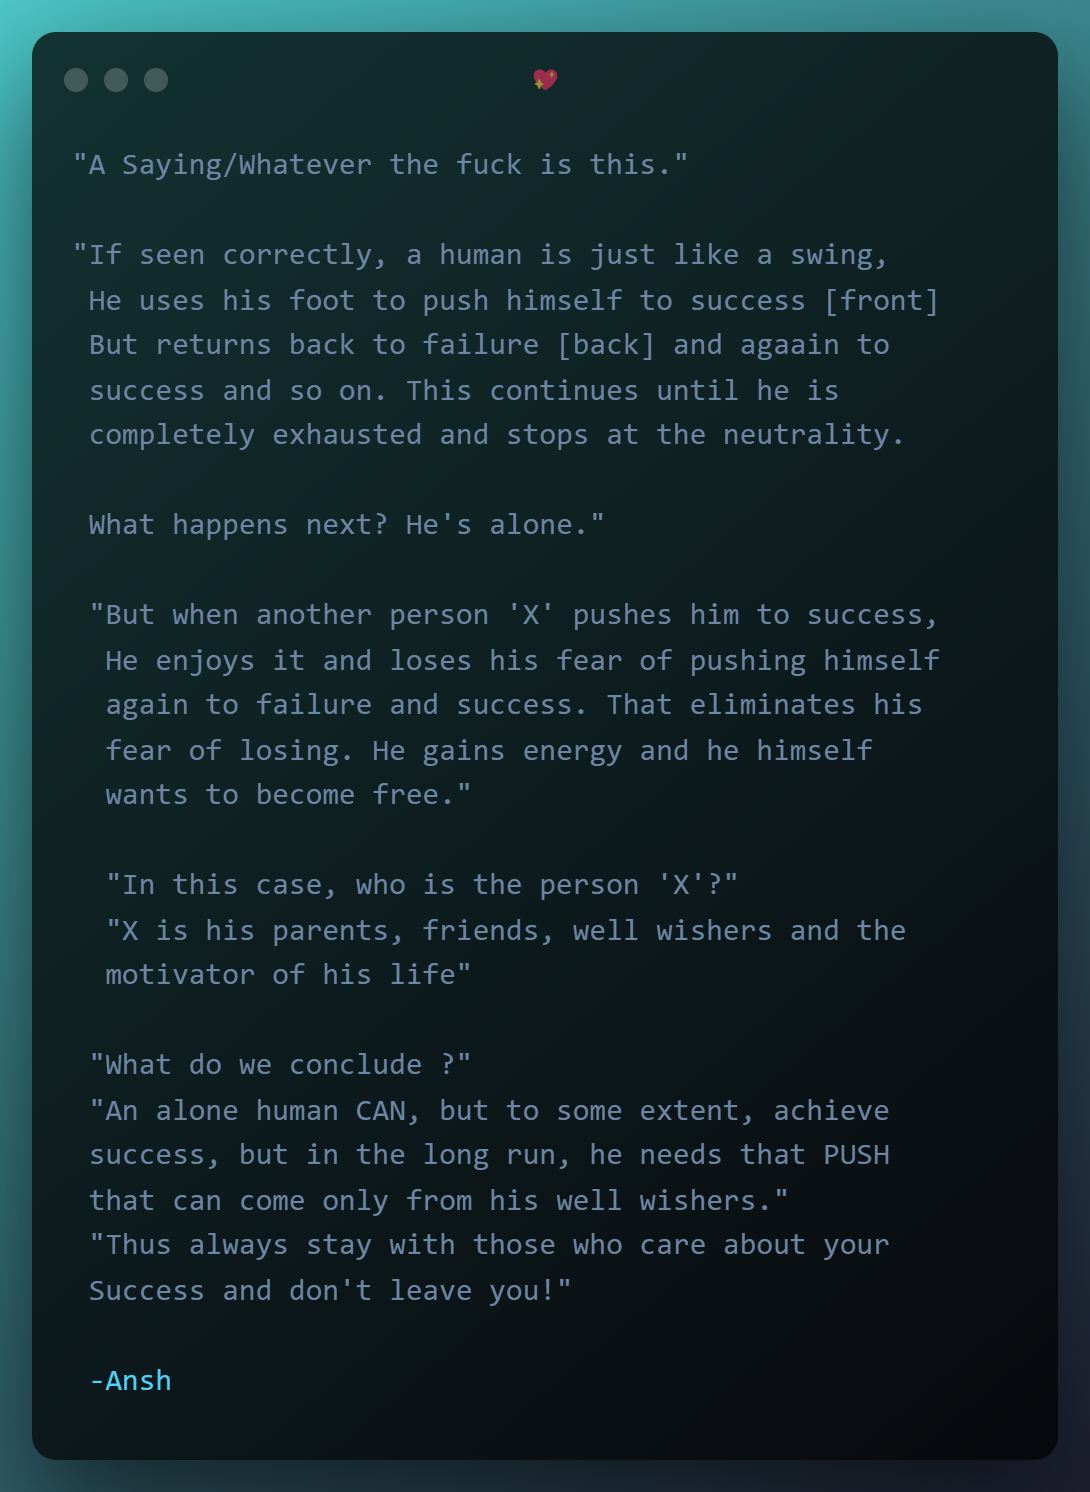 "A Saying/Whatever the fuck is this."
"If seen correctly, a human is just like a swing,
He uses his foot to push himself to success [front]
But returns back to failure [back] and agaain to
success and so on. This continues until he is
completely exhausted and stops at the neutrality.
What happens next? He's alone."
"But when another person 'X' pushes him to success,
He enjoys it and loses his fear of pushing himself
again to failure and success. That eliminates his
fear of losing. He gains energy and he himself
wants to become free."
"In this case, who is the person 'X'?"
"X is his parents, friends, well wishers and the
motivator of his life"
"What do we conclude ?"
"An alone human CAN, but to some extent, achieve
success, but in the long run, he needs that PUSH
that can come only from his well wishers."
"Thus always stay with those who care about your
Success and don't leave you!"
-Ansh